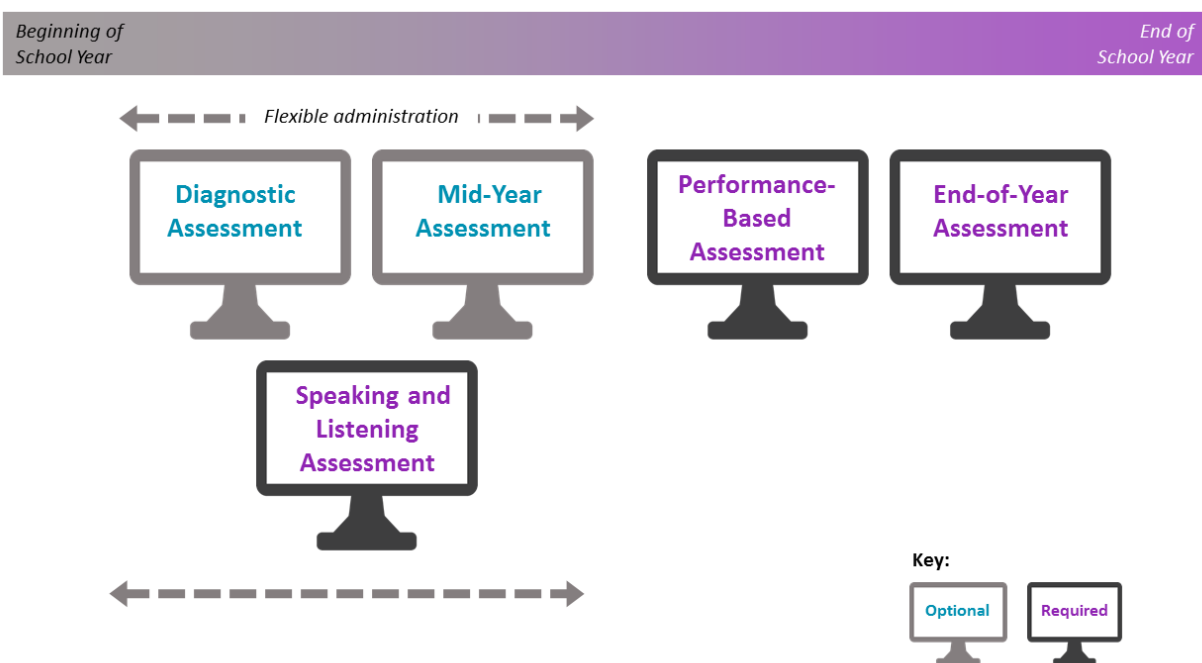 Beginning of
School Year
End of
School Year
Flexible administration
Diagnostic
Assessment
Mid-Year
Assessment
Performance-
Based
Assessment
End-of-Year
Assessment
Speaking and
Listening
Assessment
Key:
Optional
Required